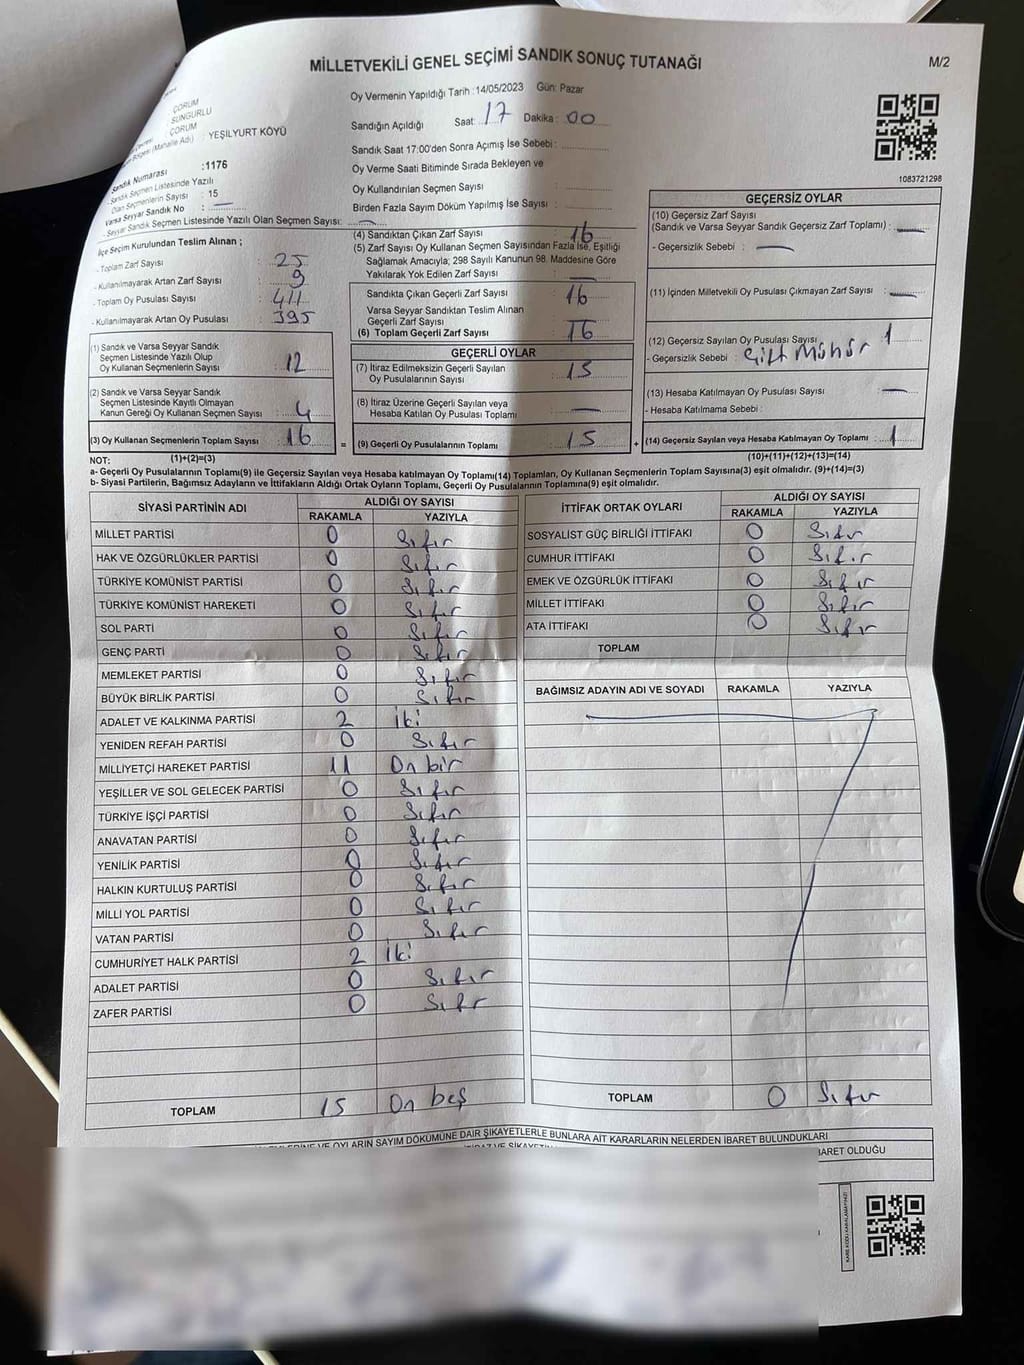 MİLLETVEKİLİ GENEL SEÇİMİ SANDIK SONUÇ TUTANAĞI
M/2
ÇORUM
SUNGURLU
ÇORUM
Bölgesi (Mahalle Adı) : YEŞİLYURT KÖYÜ
Sandık Numarası :1176
Sandık Seçmen Listesinde Yazılı
Olan Seçmenlerin Sayısı : 15
Varsa Seyyar Sandık No : —
- Seyyar Sandık Seçmen Listesinde Yazılı Olan Seçmen Sayısı: —
İlçe Seçim Kurulundan Teslim Alınan ;
- Toplam Zarf Sayısı : 25
- Kullanılmayarak Artan Zarf Sayısı : 9
- Toplam Oy Pusulası Sayısı : 411
- Kullanılmayarak Artan Oy Pusulası : 395
(1) Sandık ve Varsa Seyyar Sandık
Seçmen Listesinde Yazılı Olup
Oy Kullanan Seçmenlerin Sayısı : 12
(2) Sandık ve Varsa Seyyar Sandık
Seçmen Listesinde Kayıtlı Olmayan
Kanun Gereği Oy Kullanan Seçmen Sayısı : 4
(3) Oy Kullanan Seçmenlerin Toplam Sayısı : 16
Oy Vermenin Yapıldığı Tarih : 14/05/2023 Gün: Pazar
Sandığın Açıldığı Saat: 17 Dakika : 00
Sandık Saat 17:00'den Sonra Açımış İse Sebebi :
Oy Verme Saati Bitiminde Sırada Bekleyen ve
Oy Kullandırılan Seçmen Sayısı :
Birden Fazla Sayım Döküm Yapılmış İse Sayısı :
(4) Sandıktan Çıkan Zarf Sayısı : 16
(5) Zarf Sayısı Oy Kullanan Seçmen Sayısından Fazla İse, Eşitliği
Sağlamak Amacıyla; 298 Sayılı Kanunun 98. Maddesine Göre
Yakılarak Yok Edilen Zarf Sayısı : —
Sandıkta Çıkan Geçerli Zarf Sayısı : 16
Varsa Seyyar Sandıktan Teslim Alınan
Geçerli Zarf Sayısı : —
(6) Toplam Geçerli Zarf Sayısı : 16
GEÇERLİ OYLAR
(7) İtiraz Edilmeksizin Geçerli Sayılan
Oy Pusulalarının Sayısı : 15
(8) İtiraz Üzerine Geçerli Sayılan veya
Hesaba Katılan Oy Pusulası Toplamı : —
= (9) Geçerli Oy Pusulalarının Toplamı : 15
1083721298
GEÇERSİZ OYLAR
(10) Geçersiz Zarf Sayısı
(Sandık ve Varsa Seyyar Sandık Geçersiz Zarf Toplamı) : —
- Geçersizlik Sebebi : —
(11) İçinden Milletvekili Oy Pusulası Çıkmayan Zarf Sayısı : —
(12) Geçersiz Sayılan Oy Pusulası Sayısı : 1
- Geçersizlik Sebebi : Çift Mühür
(13) Hesaba Katılmayan Oy Pusulası Sayısı : —
- Hesaba Katılmama Sebebi :
+ (14) Geçersiz Sayılan veya Hesaba Katılmayan Oy Toplamı : 1
NOT: (1)+(2)=(3)
(10)+(11)+(12)+(13)=(14)
a- Geçerli Oy Pusulalarının Toplamı(9) ile Geçersiz Sayılan veya Hesaba katılmayan Oy Toplamı(14) Toplamları, Oy Kullanan Seçmenlerin Toplam Sayısına(3) eşit olmalıdır. (9)+(14)=(3)
b- Siyasi Partilerin, Bağımsız Adayların ve İttifakların Aldığı Ortak Oyların Toplamı, Geçerli Oy Pusulalarının Toplamına(9) eşit olmalıdır.
SİYASİ PARTİNİN ADI ALDIĞI OY SAYISI
RAKAMLA YAZIYLA
MİLLET PARTİSİ 0 Sıfır
HAK VE ÖZGÜRLÜKLER PARTİSİ 0 Sıfır
TÜRKİYE KOMÜNİST PARTİSİ 0 Sıfır
TÜRKİYE KOMÜNİST HAREKETİ 0 Sıfır
SOL PARTİ 0 Sıfır
GENÇ PARTİ 0 Sıfır
MEMLEKET PARTİSİ 0 Sıfır
BÜYÜK BİRLİK PARTİSİ 0 Sıfır
ADALET VE KALKINMA PARTİSİ 2 İki
YENİDEN REFAH PARTİSİ 0 Sıfır
MİLLİYETÇİ HAREKET PARTİSİ 11 On bir
YEŞİLLER VE SOL GELECEK PARTİSİ 0 Sıfır
TÜRKİYE İŞÇİ PARTİSİ 0 Sıfır
ANAVATAN PARTİSİ 0 Sıfır
YENİLİK PARTİSİ 0 Sıfır
HALKIN KURTULUŞ PARTİSİ 0 Sıfır
MİLLİ YOL PARTİSİ 0 Sıfır
VATAN PARTİSİ 0 Sıfır
CUMHURİYET HALK PARTİSİ 2 İki
ADALET PARTİSİ 0 Sıfır
ZAFER PARTİSİ 0 Sıfır
TOPLAM 15 On beş
İTTİFAK ORTAK OYLARI ALDIĞI OY SAYISI
RAKAMLA YAZIYLA
SOSYALİST GÜÇ BİRLİĞİ İTTİFAKI 0 Sıfır
CUMHUR İTTİFAKI 0 Sıfır
EMEK VE ÖZGÜRLÜK İTTİFAKI 0 Sıfır
MİLLET İTTİFAKI 0 Sıfır
ATA İTTİFAKI 0 Sıfır
TOPLAM
BAĞIMSIZ ADAYIN ADI VE SOYADI RAKAMLA YAZIYLA
TOPLAM 0 Sıfır
VE OYLARIN SAYIM DÖKÜMÜNE DAİR ŞİKAYETLERLE BUNLARA AİT KARARLARIN NELERDEN İBARET BULUNDUKLARI
İBARET OLDUĞU